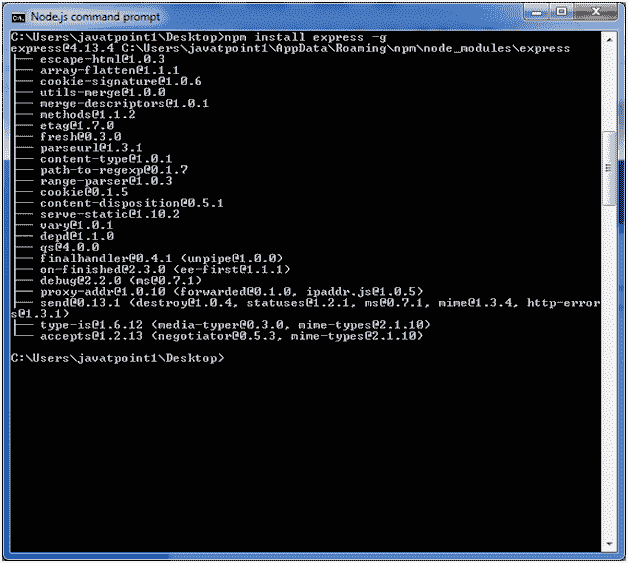 Node.js command prompt
C:\Users\javatpoint1\Desktop>npm install express -g
express@4.13.4 C:\Users\javatpoint1\AppData\Roaming\npm\node_modules\express
├── escape-html@1.0.3
├── array-flatten@1.1.1
├── cookie-signature@1.0.6
├── utils-merge@1.0.0
├── merge-descriptors@1.0.1
├── methods@1.1.2
├── etag@1.7.0
├── fresh@0.3.0
├── parseurl@1.3.1
├── content-type@1.0.1
├── path-to-regexp@0.1.7
├── range-parser@1.0.3
├── cookie@0.1.5
├── content-disposition@0.5.1
├── serve-static@1.10.2
├── vary@1.0.1
├── depd@1.1.0
├── qs@4.0.0
├── finalhandler@0.4.1 (unpipe@1.0.0)
├── on-finished@2.3.0 (ee-first@1.1.1)
├── debug@2.2.0 (ms@0.7.1)
├── proxy-addr@1.0.10 (forwarded@0.1.0, ipaddr.js@1.0.5)
├── send@0.13.1 (destroy@1.0.4, statuses@1.2.1, ms@0.7.1, mime@1.3.4, http-error
s@1.3.1)
├── type-is@1.6.12 (media-typer@0.3.0, mime-types@2.1.10)
└── accepts@1.2.13 (negotiator@0.5.3, mime-types@2.1.10)
C:\Users\javatpoint1\Desktop>